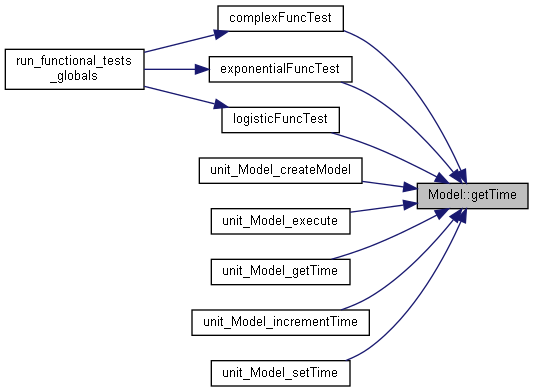 complexFuncTest
run_functional_tests
_globals
exponentialFuncTest
logisticFuncTest
unit_Model_createModel
Model::getTime
unit_Model_execute
unit_Model_getTime
unit_Model_incrementTime
unit_Model_setTime